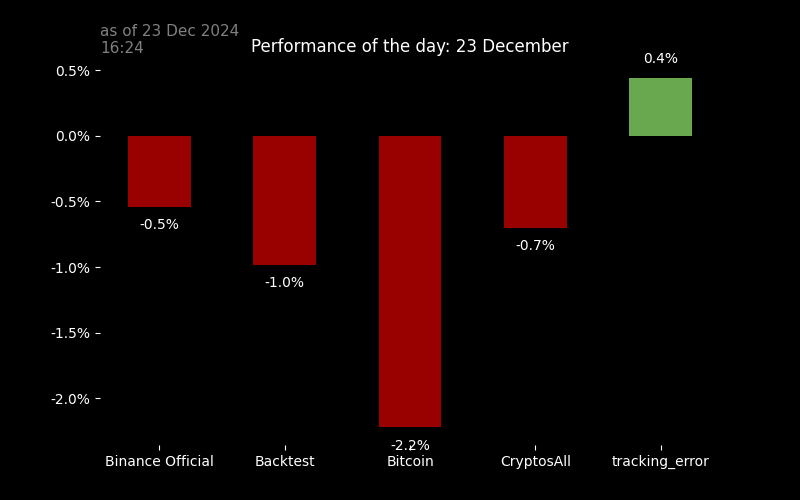 as of 23 Dec 2024
16:24
Performance of the day: 23 December
0.5%
0.0%
-0.5%
-1.0%
-1.5%
-2.0%
-0.5%
-1.0%
-2.2%
-0.7%
0.4%
Binance Official
Backtest
Bitcoin
CryptosAll
tracking_error